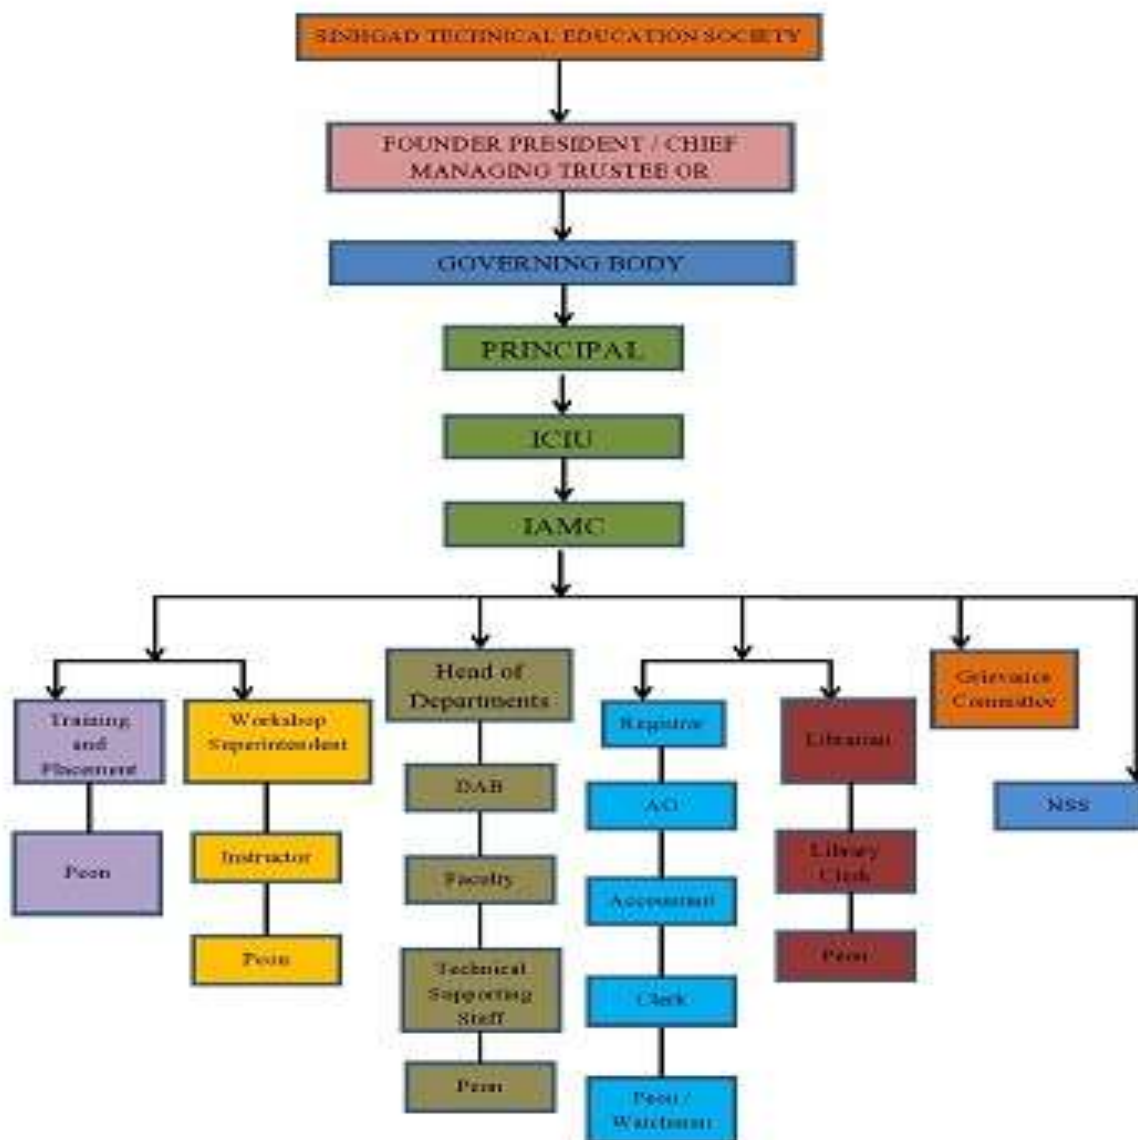 SINHGAD TECHNICAL EDUCATION SOCIETY
FOUNDER PRESIDENT / CHIEF
MANAGING TRUSTEE OR
GOVERNING BODY
PRINCIPAL
ICIU
IAMC
Training
and
Placement
Peon
Workshop
Superintendent
Instructor
Peon
Head of
Departments
DAB
Faculty
Technical
Supporting
Staff
Peon
Registrar
AO
Accountant
Clerk
Peon /
Watchman
Librarian
Library
Clerk
Peon
Grievance
Committee
NSS